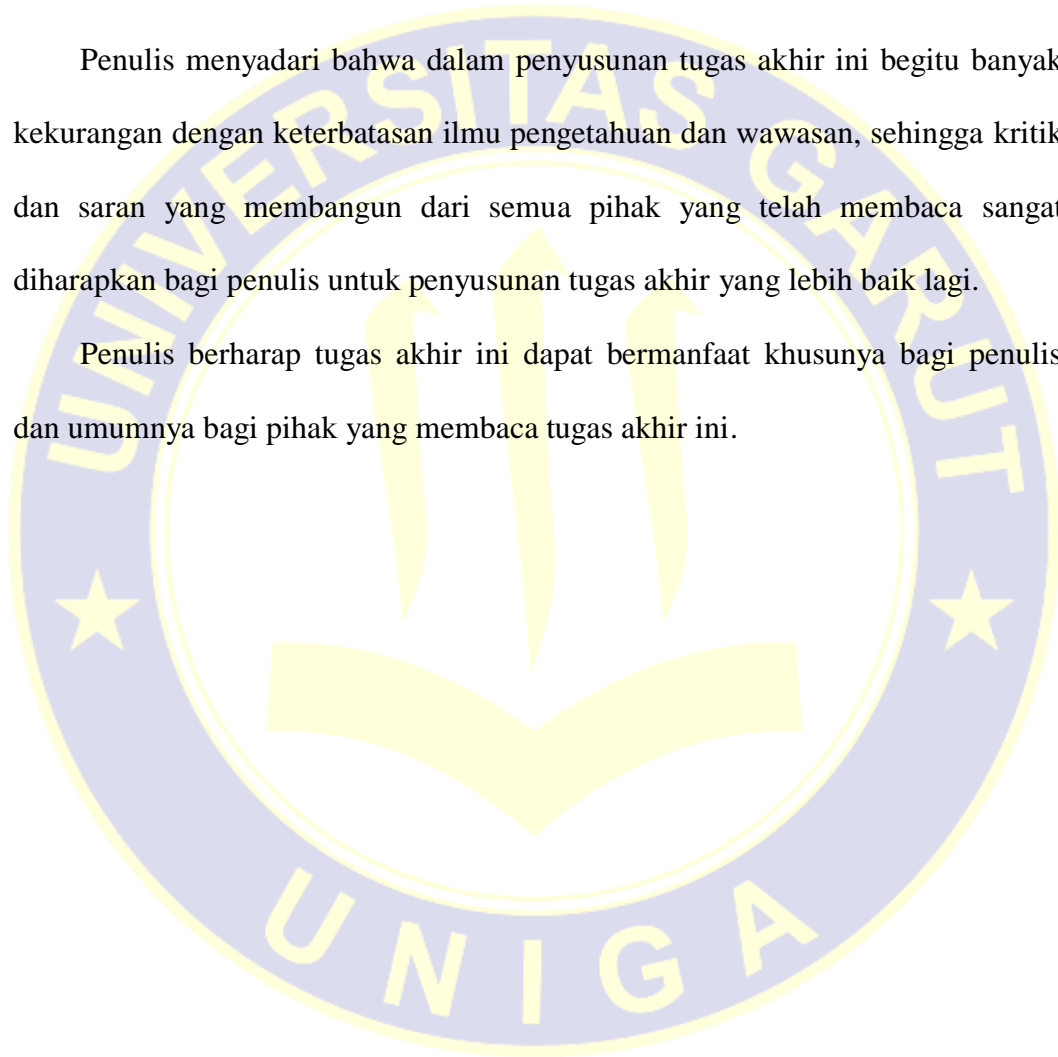 Penulis menyadari bahwa dalam penyusunan tugas akhir ini begitu banyak
kekurangan dengan keterbatasan ilmu pengetahuan dan wawasan, sehingga kritik
dan saran yang membangun dari semua pihak yang telah membaca sangat
diharapkan bagi penulis untuk penyusunan tugas akhir yang lebih baik lagi.
Penulis berharap tugas akhir ini dapat bermanfaat khusunya bagi penulis
dan umumnya bagi pihak yang membaca tugas akhir ini.
UNIVERSITAS GARUT
UNIGA